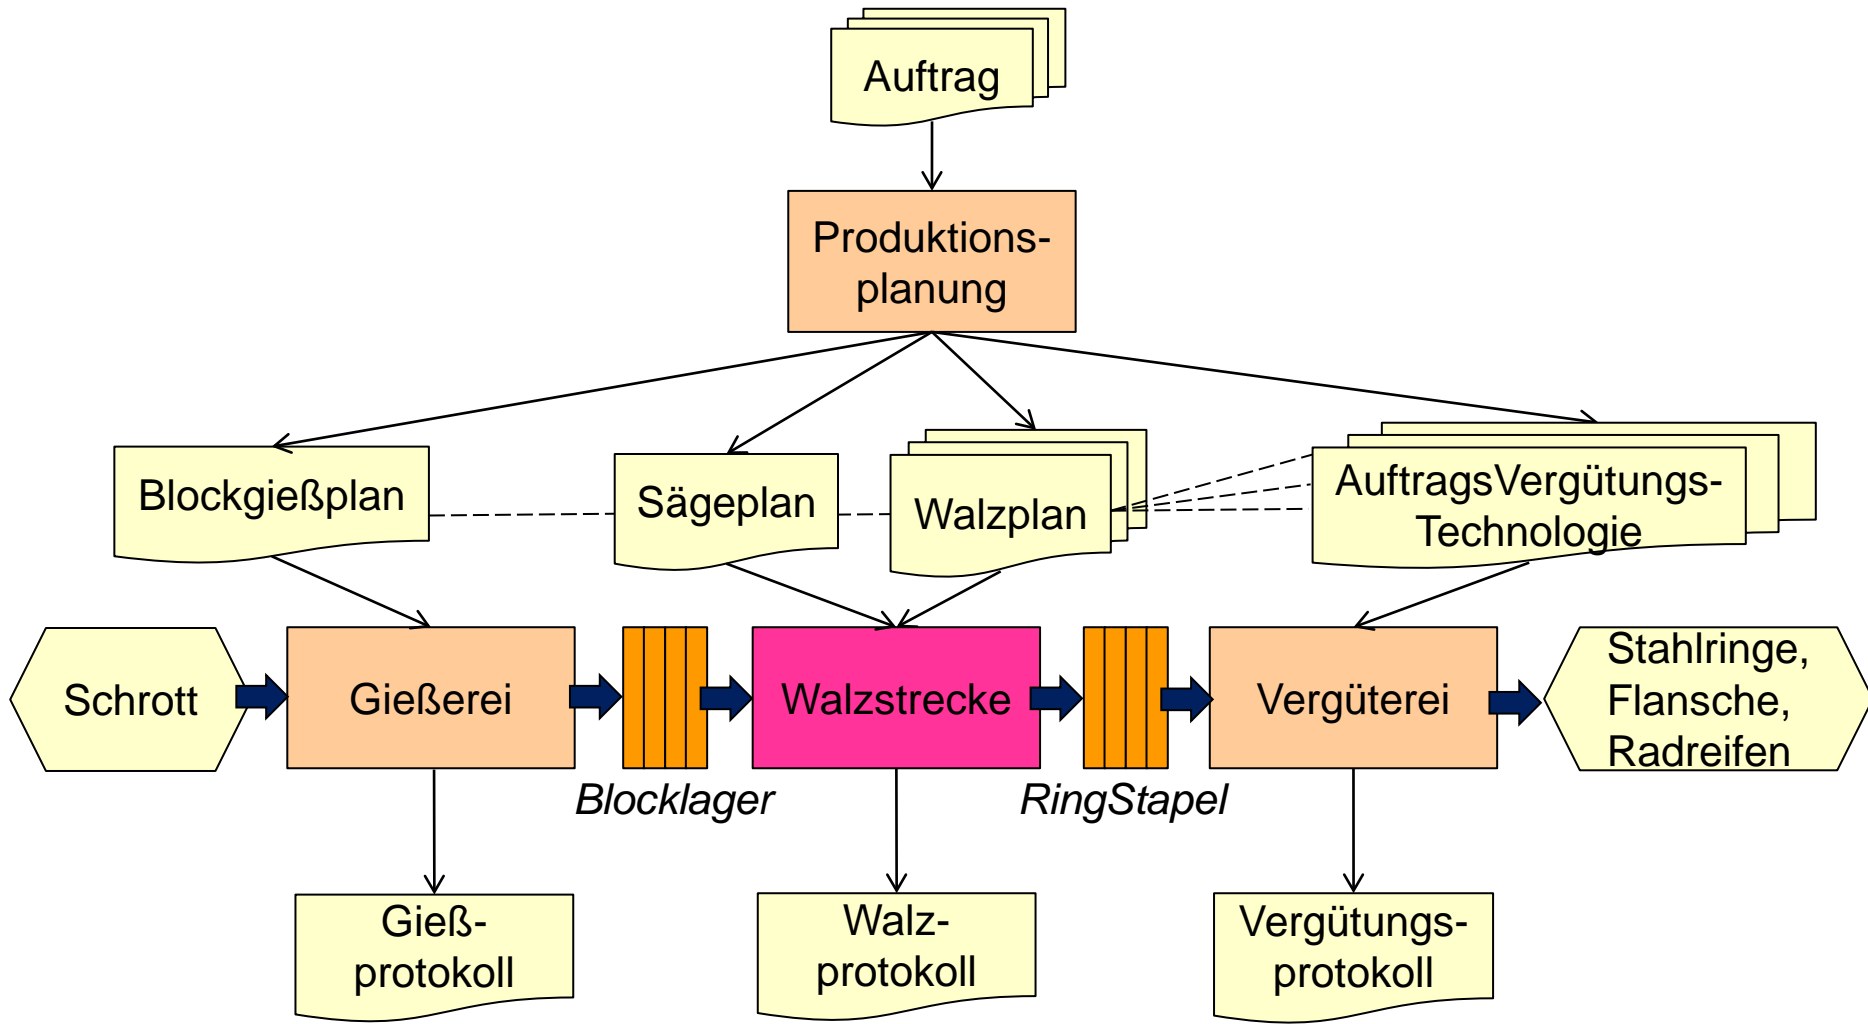 Auftrag
Produktions-
planung
Blockgießplan
Sägeplan
Walzplan
AuftragsVergütungs-
Technologie
Schrott
Gießerei
Walzstrecke
Vergüterei
Stahlringe,
Flansche,
Radreifen
Blocklager
RingStapel
Gieß-
protokoll
Walz-
protokoll
Vergütungs-
protokoll